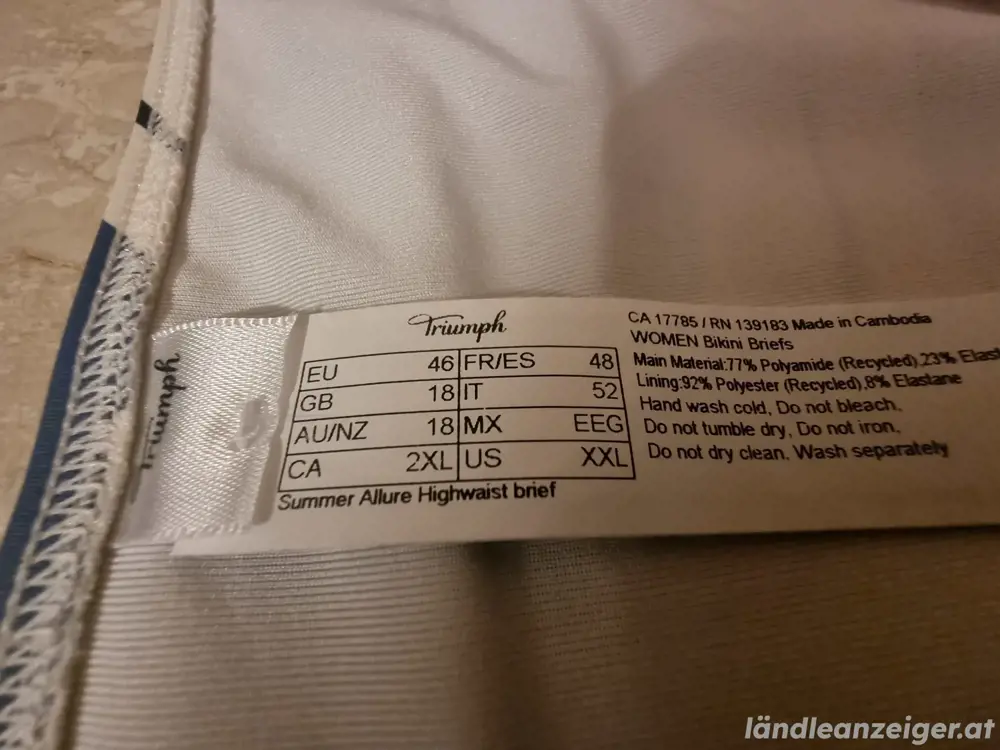 Triumph
EU 46 FR/ES 48
GB 18 IT 52
AU/NZ 18 MX EEG
CA 2XL US XXL
Summer Allure Highwaist brief
CA 17785 / RN 139183 Made in Cambodia
WOMEN Bikini Briefs
Main Material:77% Polyamide (Recycled),23%
Lining:92% Polyester (Recycled),8% Elastane
Hand wash cold, Do not bleach.
Do not tumble dry, Do not iron.
Do not dry clean. Wash separately
Triumph
ländleanzeiger.at